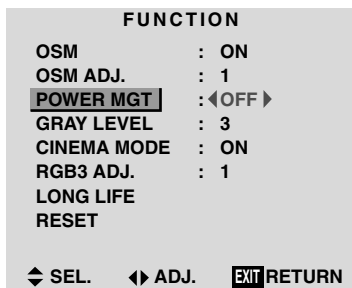 FUNCTION
OSM : ON
OSM ADJ. : 1
POWER MGT : OFF
GRAY LEVEL : 3
CINEMA MODE : ON
RGB3 ADJ. : 1
LONG LIFE
RESET
SEL. ADJ. EXIT RETURN